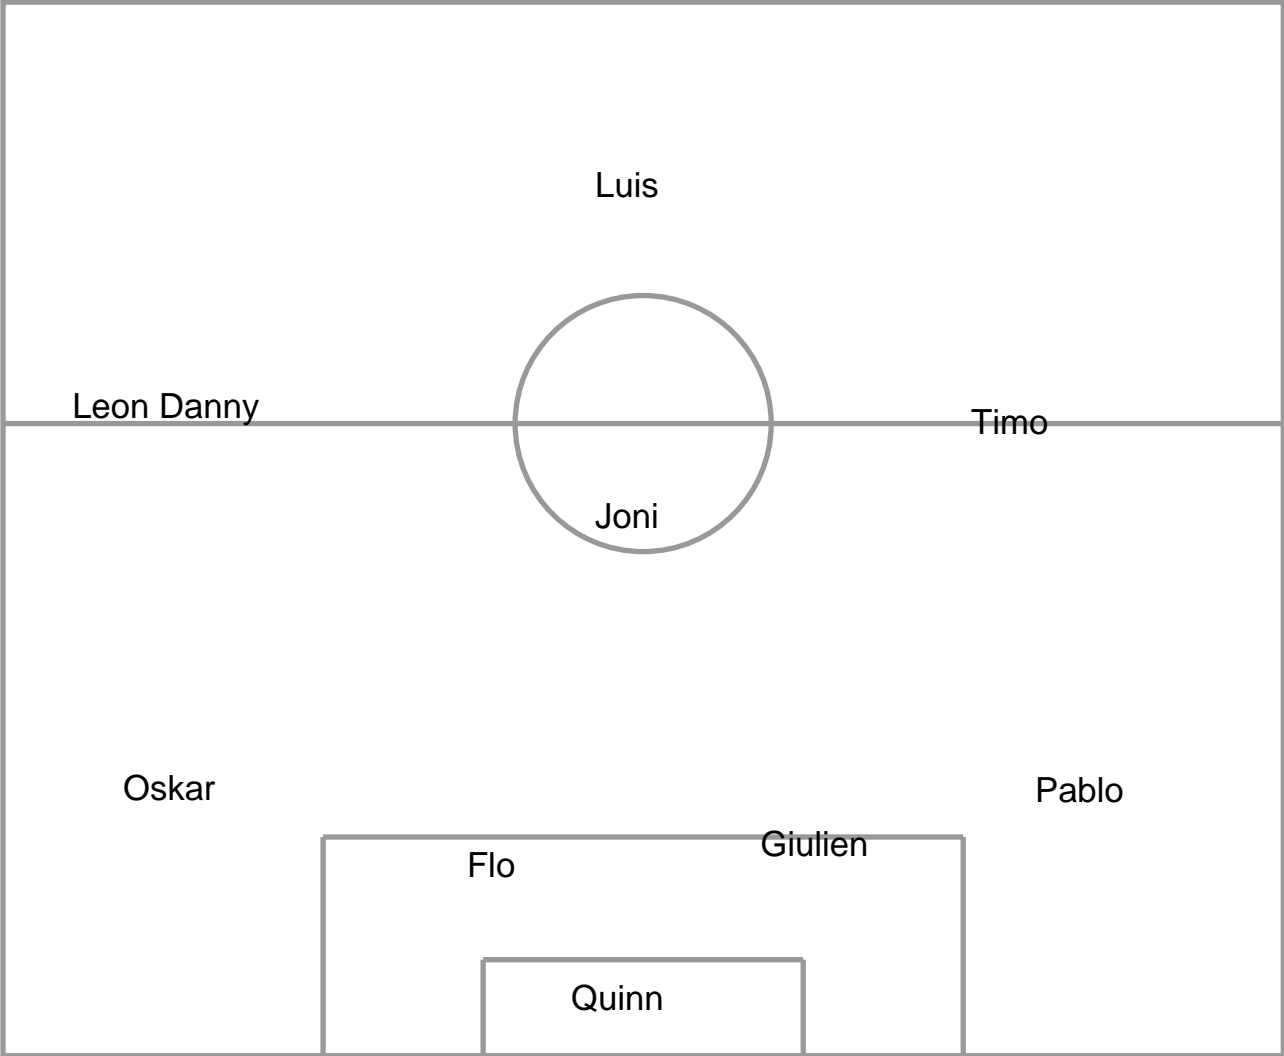 Luis
Leon Danny
Timo
Joni
Oskar
Pablo
Giulien
Flo
Quinn